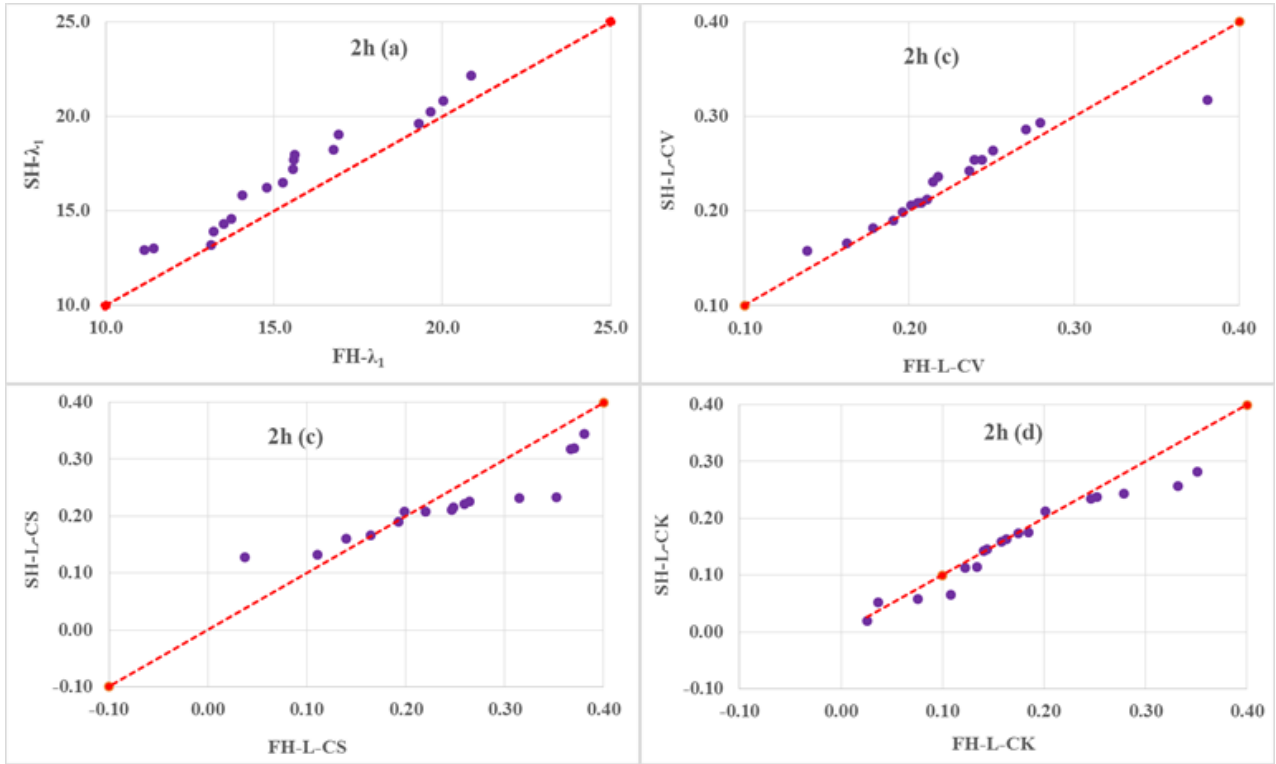 25.0
20.0
15.0
10.0
SH-λ₁
2h (a)
10.0 15.0 20.0 25.0
FH-λ₁
0.40
0.30
0.20
0.10
SH-L-CV
2h (c)
0.10 0.20 0.30 0.40
FH-L-CV
0.40
0.30
0.20
0.10
0.00
-0.10
SH-L-CS
2h (c)
-0.10 0.00 0.10 0.20 0.30 0.40
FH-L-CS
0.40
0.30
0.20
0.10
0.00
-0.10
SH-L-CK
2h (d)
-0.10 0.00 0.10 0.20 0.30 0.40
FH-L-CK